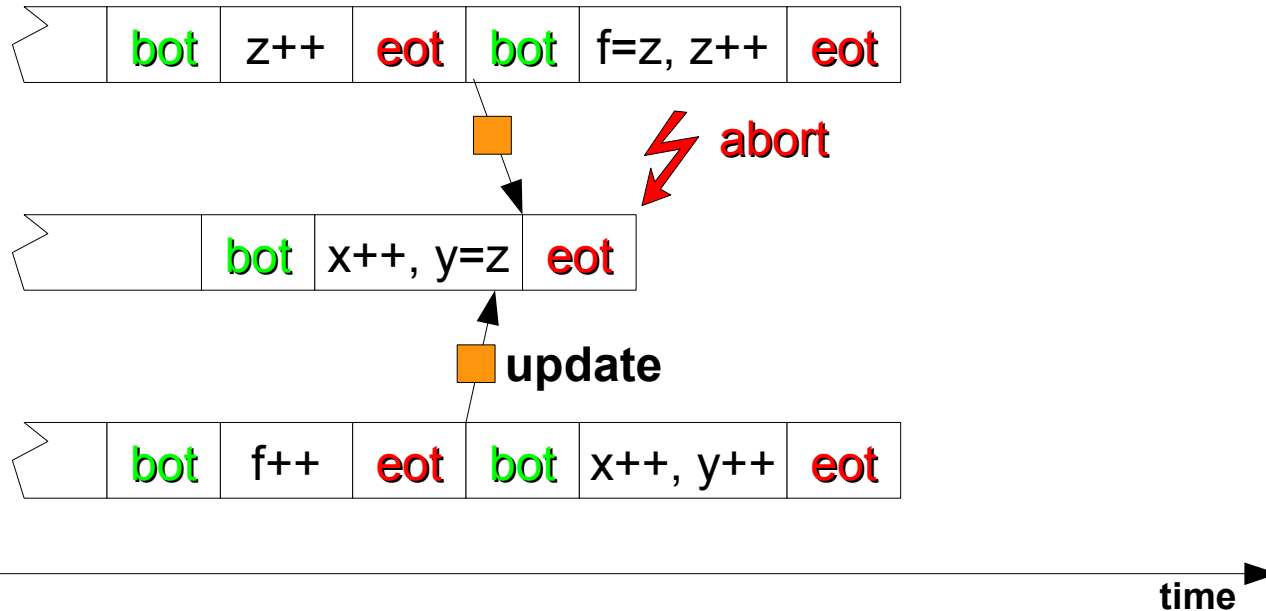 bot z++ eot bot f=z, z++ eot
abort
bot x++, y=z eot
update
bot f++ eot bot x++, y++ eot
time